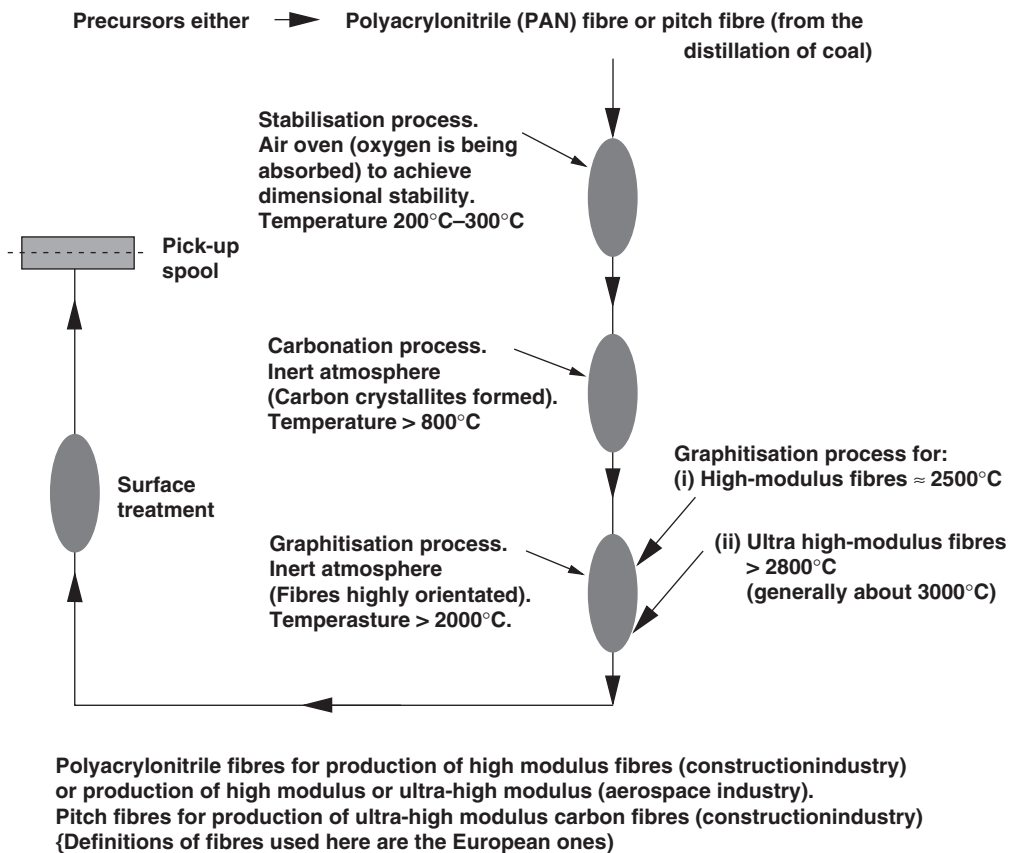 Precursors either
Polyacrylonitrile (PAN) fibre or pitch fibre (from the
distillation of coal)
Stabilisation process.
Air oven (oxygen is being
absorbed) to achieve
dimensional stability.
Temperature 200°C–300°C
Pick-up
spool
Carbonation process.
Inert atmosphere
(Carbon crystallites formed).
Temperature > 800°C
Graphitisation process for:
(i) High-modulus fibres ≈ 2500°C
Surface
treatment
(ii) Ultra high-modulus fibres
> 2800°C
(generally about 3000°C)
Graphitisation process.
Inert atmosphere
(Fibres highly orientated).
Temperasture > 2000°C.
Polyacrylonitrile fibres for production of high modulus fibres (constructionindustry)
or production of high modulus or ultra-high modulus (aerospace industry).
Pitch fibres for production of ultra-high modulus carbon fibres (constructionindustry)
{Definitions of fibres used here are the European ones)